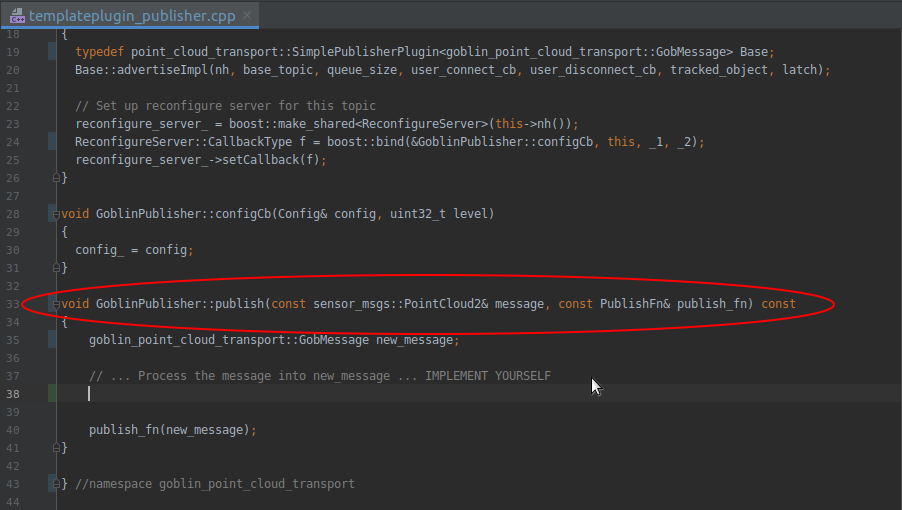 templateplugin_publisher.cpp
18 {
19 typedef point_cloud_transport::SimplePublisherPlugin<goblin_point_cloud_transport::GobMessage> Base;
20 Base::advertiseImpl(nh, base_topic, queue_size, user_connect_cb, user_disconnect_cb, tracked_object, latch);
21
22 // Set up reconfigure server for this topic
23 reconfigure_server_ = boost::make_shared<ReconfigureServer>(this->nh());
24 ReconfigureServer::CallbackType f = boost::bind(&GoblinPublisher::configCb, this, _1, _2);
25 reconfigure_server_->setCallback(f);
26 }
27
28 void GoblinPublisher::configCb(Config& config, uint32_t level)
29 {
30 config_ = config;
31 }
32
33 void GoblinPublisher::publish(const sensor_msgs::PointCloud2& message, const PublishFn& publish_fn) const
34 {
35 goblin_point_cloud_transport::GobMessage new_message;
36
37 // ... Process the message into new_message ... IMPLEMENT YOURSELF
38
39
40 publish_fn(new_message);
41 }
42
43 } //namespace goblin_point_cloud_transport
44